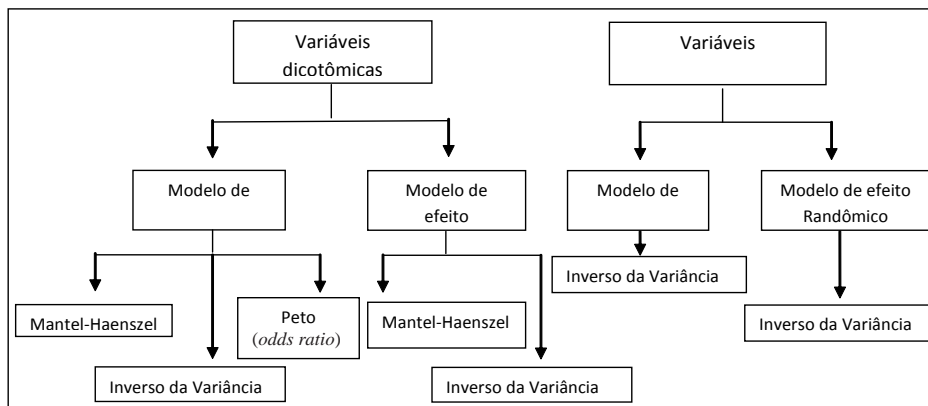 Variáveis
dicotômicas
Variáveis
Modelo de
Modelo de
efeito
Modelo de
Modelo de efeito
Randômico
Mantel-Haenszel
Inverso da Variância
Peto
(odds ratio)
Mantel-Haenszel
Inverso da Variância
Inverso da Variância
Inverso da Variância